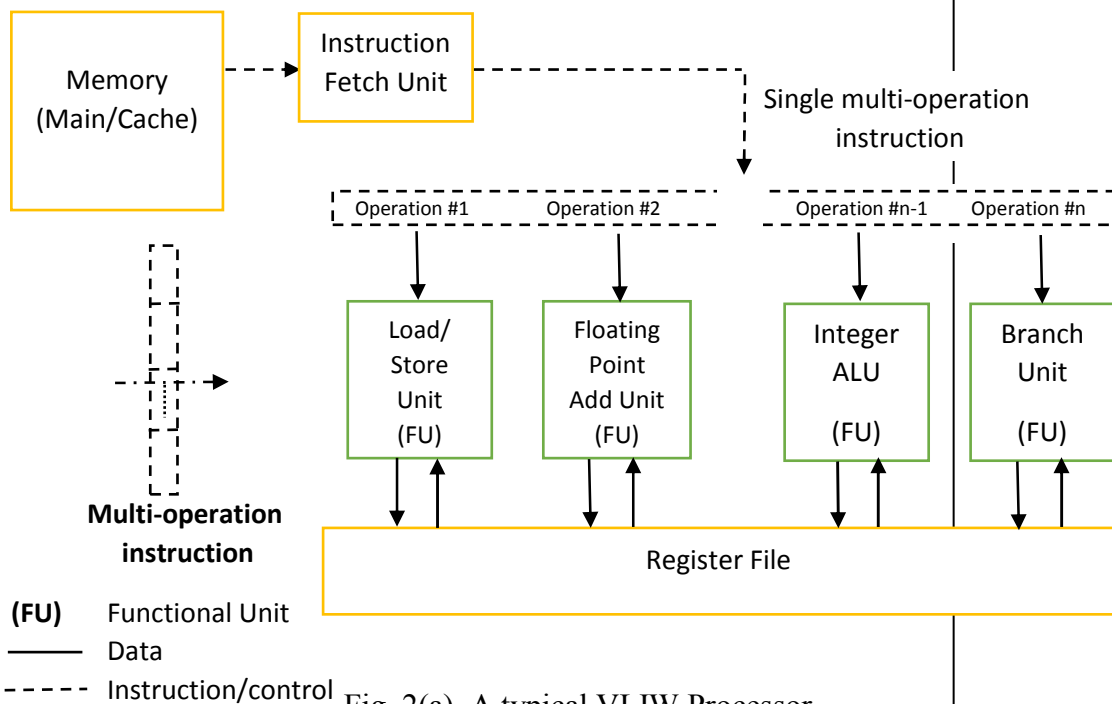 Memory
(Main/Cache)
Instruction
Fetch Unit
Single multi-operation
instruction
Operation #1
Operation #2
Operation #n-1
Operation #n
Load/
Store
Unit
(FU)
Floating
Point
Add Unit
(FU)
Integer
ALU
(FU)
Branch
Unit
(FU)
Multi-operation
instruction
Register File
(FU) Functional Unit
Data
Instruction/control
Fig. 2(a). A typical VLIW Processor